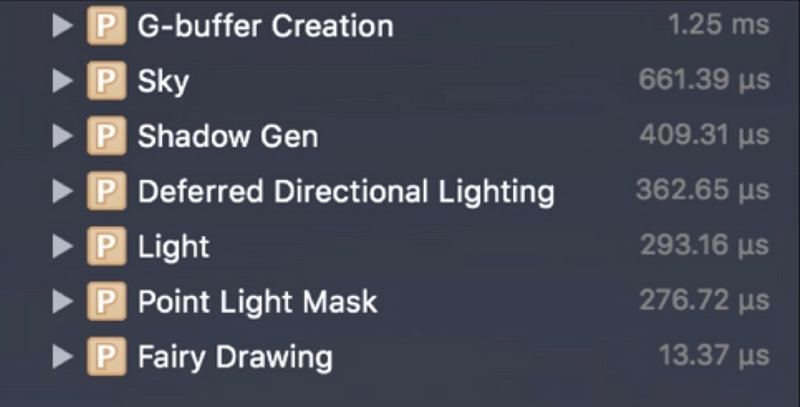 P G-buffer Creation 1.25 ms
P Sky 661.39 µs
P Shadow Gen 409.31 µs
P Deferred Directional Lighting 362.65 µs
P Light 293.16 µs
P Point Light Mask 276.72 µs
P Fairy Drawing 13.37 µs